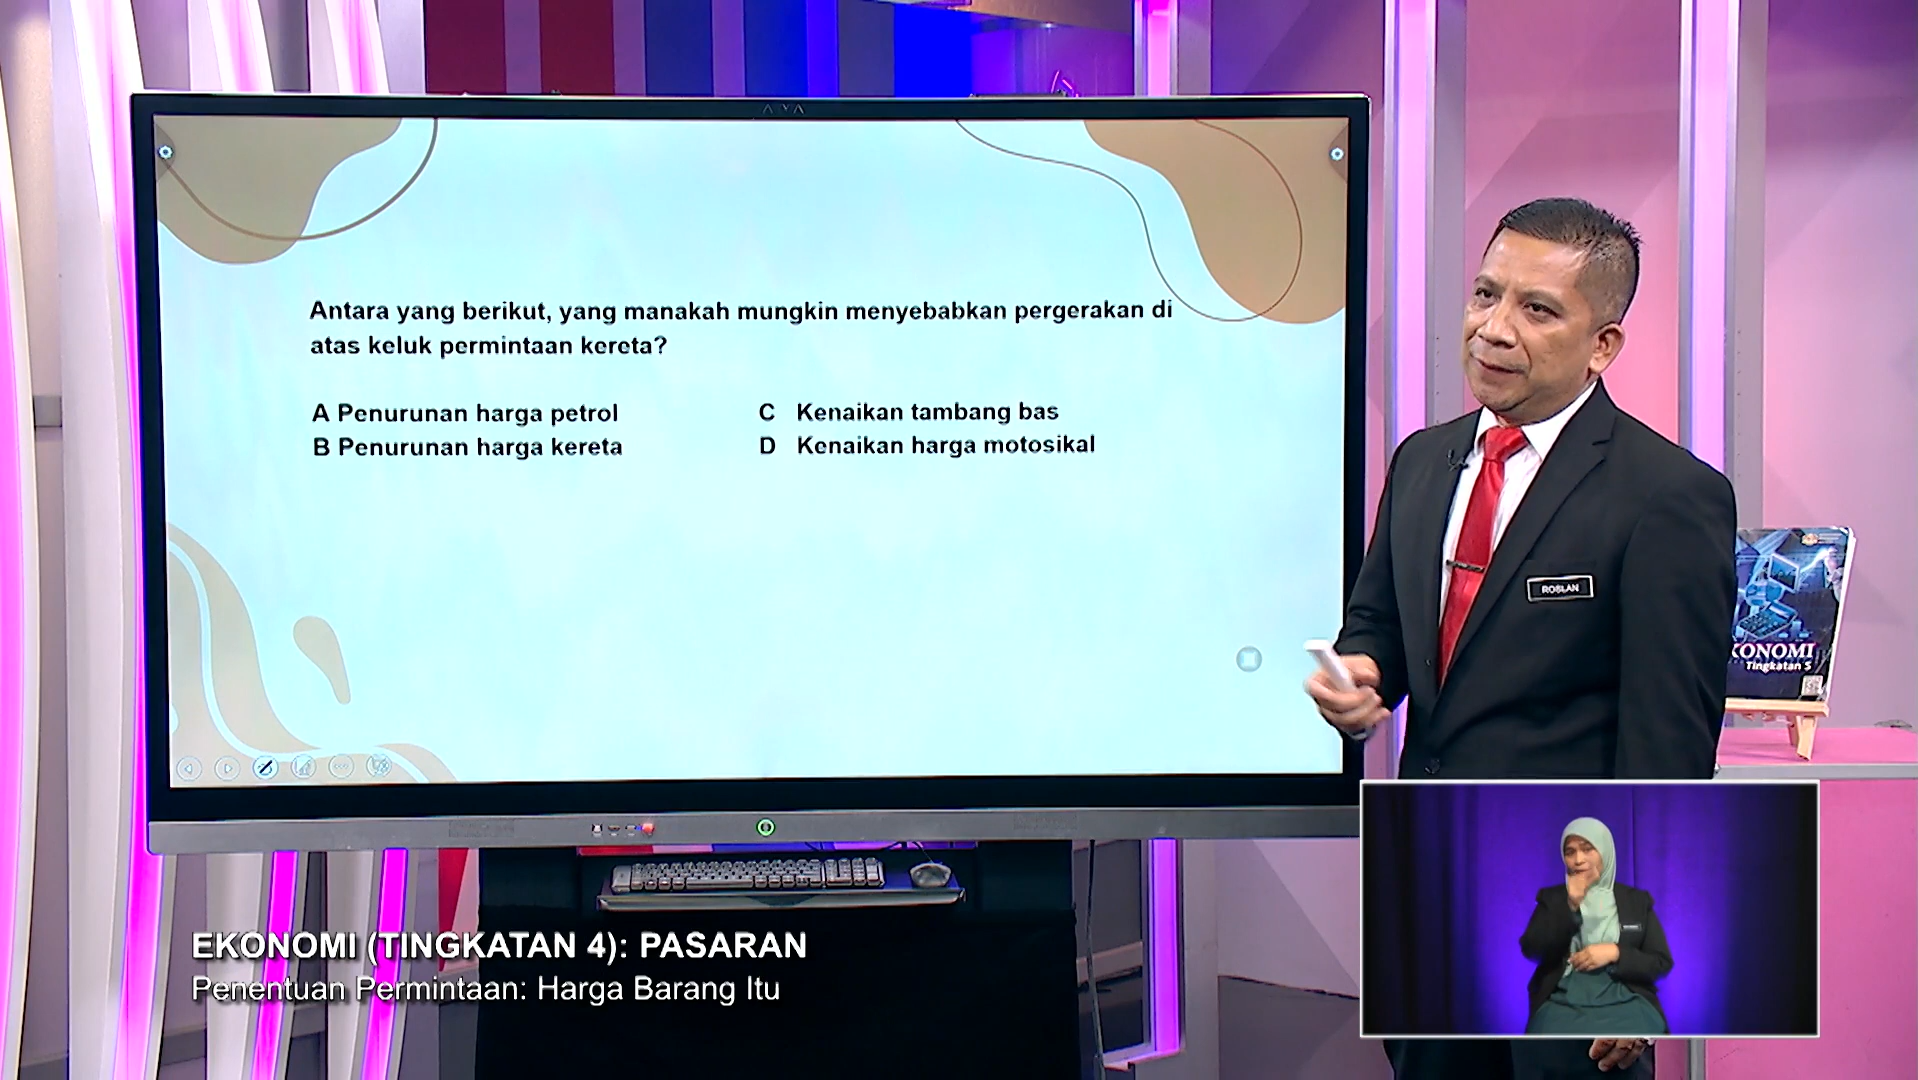 Antara yang berikut, yang manakah mungkin menyebabkan pergerakan di
atas keluk permintaan kereta?
A Penurunan harga petrol
B Penurunan harga kereta
C Kenaikan tambang bas
D Kenaikan harga motosikal
ROSLAN
KONOMI
Tingkatan 5
EKONOMI (TINGKATAN 4): PASARAN
Penentuan Permintaan: Harga Barang Itu